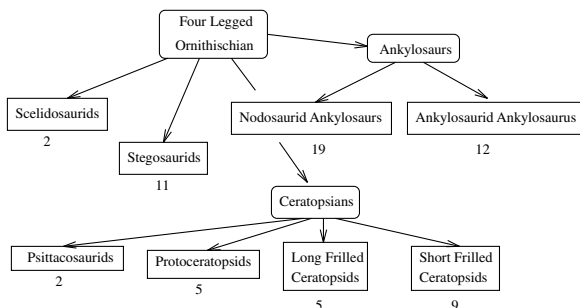 Four Legged
Ornithischian
Ankylosaurs
Scelidosaurids
2
Stegosaurids
11
Nodosaurid Ankylosaurs
19
Ankylosaurid Ankylosaurus
12
Ceratopsians
Psittacosaurids
2
Protoceratopsids
5
Long Frilled
Ceratopsids
5
Short Frilled
Ceratopsids
9